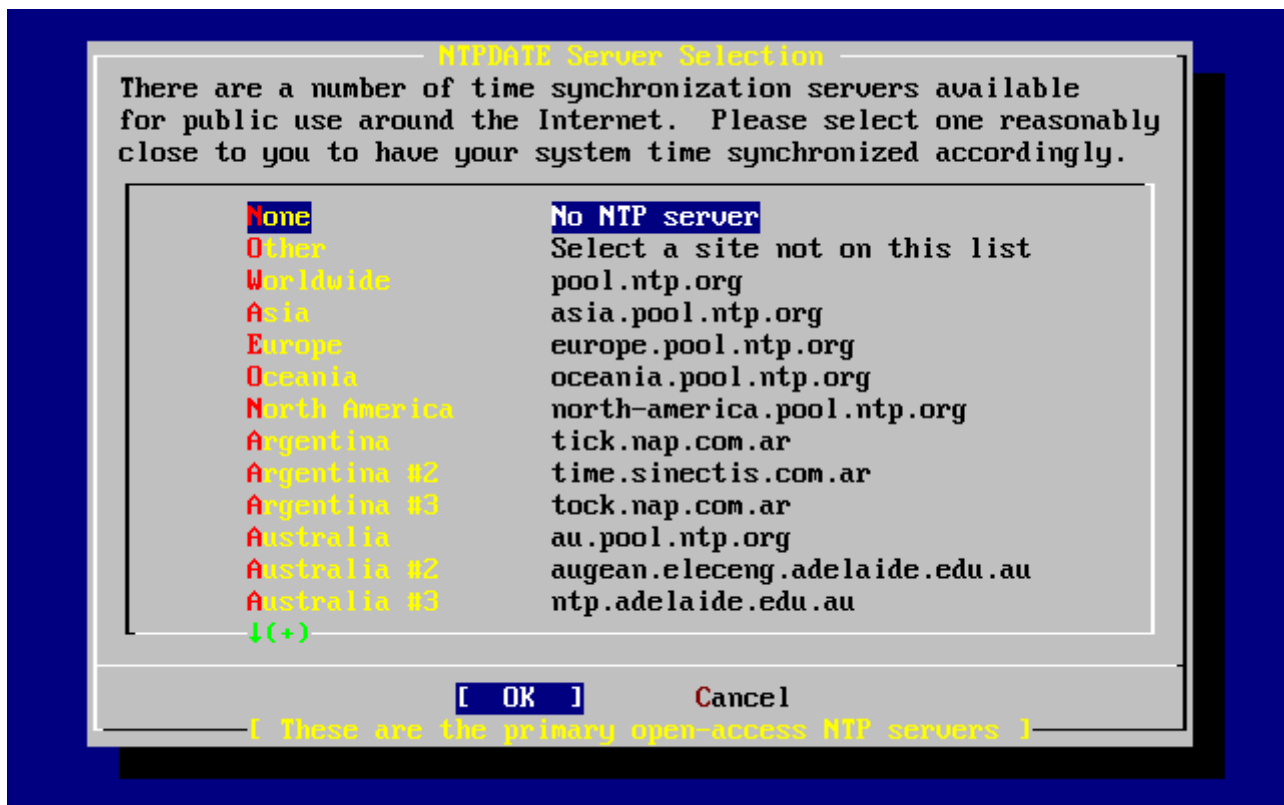 NTPDATE Server Selection
There are a number of time synchronization servers available
for public use around the Internet.  Please select one reasonably
close to you to have your system time synchronized accordingly.
None No NTP server
Other Select a site not on this list
Worldwide pool.ntp.org
Asia asia.pool.ntp.org
Europe europe.pool.ntp.org
Oceania oceania.pool.ntp.org
North America north-america.pool.ntp.org
Argentina tick.nap.com.ar
Argentina #2 time.sinectis.com.ar
Argentina #3 tock.nap.com.ar
Australia au.pool.ntp.org
Australia #2 augean.eleceng.adelaide.edu.au
Australia #3 ntp.adelaide.edu.au
↓(+)
[ OK ] Cancel
[ These are the primary open-access NTP servers ]